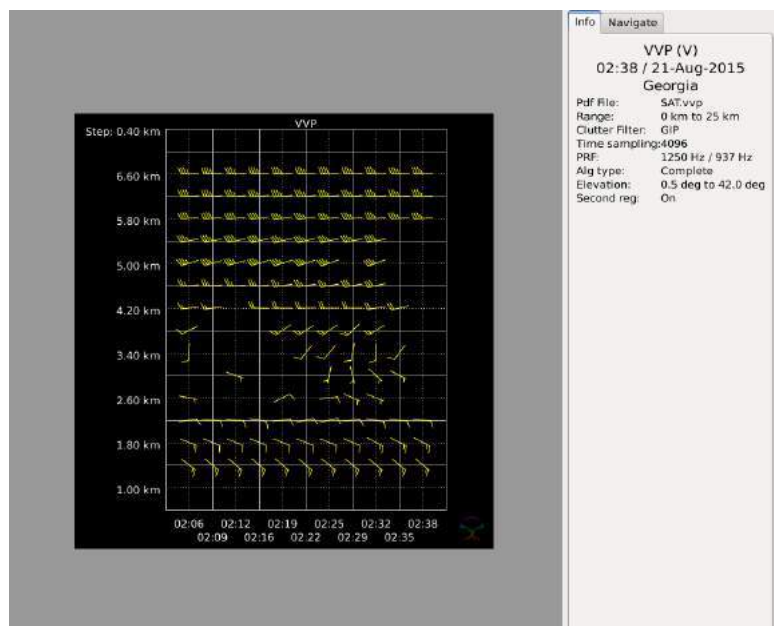 Info Navigate
VVP (V)
02:38 / 21-Aug-2015
Georgia
Pdf File: SAT.vvp
Range: 0 km to 25 km
Clutter Filter: GIP
Time sampling:4096
PRF: 1250 Hz / 937 Hz
Alg type: Complete
Elevation: 0.5 deg to 42.0 deg
Second reg: On
VVP
Step: 0.40 km
6.60 km
5.80 km
5.00 km
4.20 km
3.40 km
2.60 km
1.80 km
1.00 km
02:06 02:12 02:19 02:25 02:32 02:38
02:09 02:16 02:22 02:29 02:35